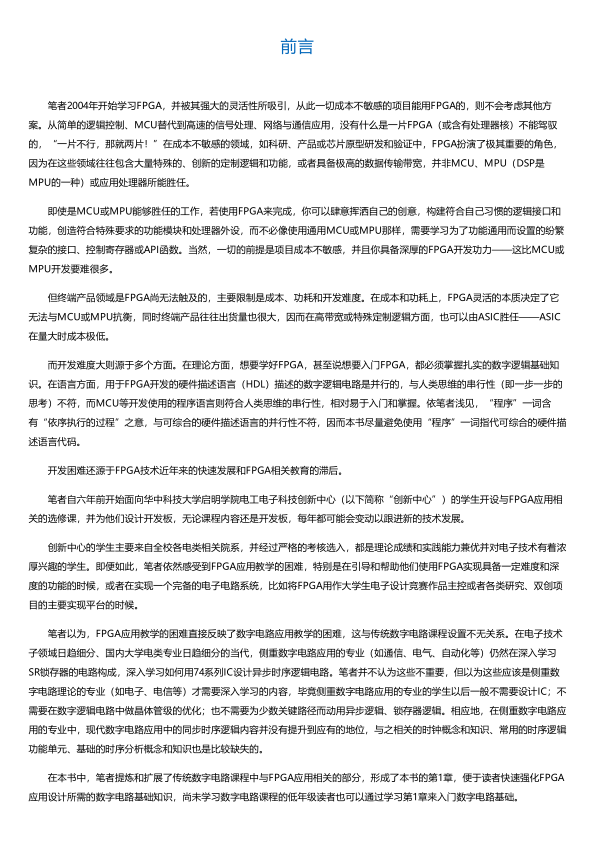 前言
笔者2004年开始学习FPGA，并被其强大的灵活性所吸引，从此一切成本不敏感的项目能用FPGA的，则不会考虑其他方
案。从简单的逻辑控制、MCU替代到高速的信号处理、网络与通信应用，没有什么是一片FPGA（或含有处理器核）不能驾驭
的，“一片不行，那就两片！”在成本不敏感的领域，如科研、产品或芯片原型研发和验证中，FPGA扮演了极其重要的角色，
因为在这些领域往往包含大量特殊的、创新的定制逻辑和功能，或者具备极高的数据传输带宽，并非MCU、MPU（DSP是
MPU的一种）或应用处理器所能胜任。
即使是MCU或MPU能够胜任的工作，若使用FPGA来完成，你可以肆意挥洒自己的创意，构建符合自己习惯的逻辑接口和
功能，创造符合特殊要求的功能模块和处理器外设，而不必像使用通用MCU或MPU那样，需要学习为了功能通用而设置的纷繁
复杂的接口、控制寄存器或API函数。当然，一切的前提是项目成本不敏感，并且你具备深厚的FPGA开发功力——这比MCU或
MPU开发要难很多。
但终端产品领域是FPGA尚无法触及的，主要限制是成本、功耗和开发难度。在成本和功耗上，FPGA灵活的本质决定了它
无法与MCU或MPU抗衡，同时终端产品往往出货量也很大，因而在高带宽或特殊定制逻辑方面，也可以由ASIC胜任——ASIC
在量大时成本极低。
而开发难度大则源于多个方面。在理论方面，想要学好FPGA，甚至说想要入门FPGA，都必须掌握扎实的数字逻辑基础知
识。在语言方面，用于FPGA开发的硬件描述语言（HDL）描述的数字逻辑电路是并行的，与人类思维的串行性（即一步一步的
思考）不符，而MCU等开发使用的程序语言则符合人类思维的串行性，相对易于入门和掌握。依笔者浅见，“程序”一词含
有“依序执行的过程”之意，与可综合的硬件描述语言的并行性不符，因而本书尽量避免使用“程序”一词指代可综合的硬件描
述语言代码。
开发困难还源于FPGA技术近年来的快速发展和FPGA相关教育的滞后。
笔者自六年前开始面向华中科技大学启明学院电工电子科技创新中心（以下简称“创新中心”）的学生开设与FPGA应用相
关的选修课，并为他们设计开发板，无论课程内容还是开发板，每年都可能会变动以跟进新的技术发展。
创新中心的学生主要来自全校各电类相关院系，并经过严格的考核选入，都是理论成绩和实践能力兼优并对电子技术有着浓
厚兴趣的学生。即便如此，笔者依然感受到FPGA应用教学的困难，特别是在引导和帮助他们使用FPGA实现具备一定难度和深
度的功能的时候，或者在实现一个完备的电子电路系统，比如将FPGA用作大学生电子设计竞赛作品主控或者各类研究、双创项
目的主要实现平台的时候。
笔者以为，FPGA应用教学的困难直接反映了数字电路应用教学的困难，这与传统数字电路课程设置不无关系。在电子技术
子领域日趋细分、国内大学电类专业日趋细分的当代，侧重数字电路应用的专业（如通信、电气、自动化等）仍然在深入学习
SR锁存器的电路构成，深入学习如何用74系列IC设计异步时序逻辑电路。笔者并不认为这些不重要，但以为这些应该是侧重数
字电路理论的专业（如电子、电信等）才需要深入学习的内容，毕竟侧重数字电路应用的专业的学生以后一般不需要设计IC；不
需要在数字逻辑电路中做晶体管级的优化；也不需要为少数关键路径而动用异步逻辑、锁存器逻辑。相应地，在侧重数字电路应
用的专业中，现代数字电路应用中的同步时序逻辑内容并没有提升到应有的地位，与之相关的时钟概念和知识、常用的时序逻辑
功能单元、基础的时序分析概念和知识也是比较缺失的。
在本书中，笔者提炼和扩展了传统数字电路课程中与FPGA应用相关的部分，形成了本书的第1章，便于读者快速强化FPGA
应用设计所需的数字电路基础知识，尚未学习数字电路课程的低年级读者也可以通过学习第1章来入门数字电路基础。